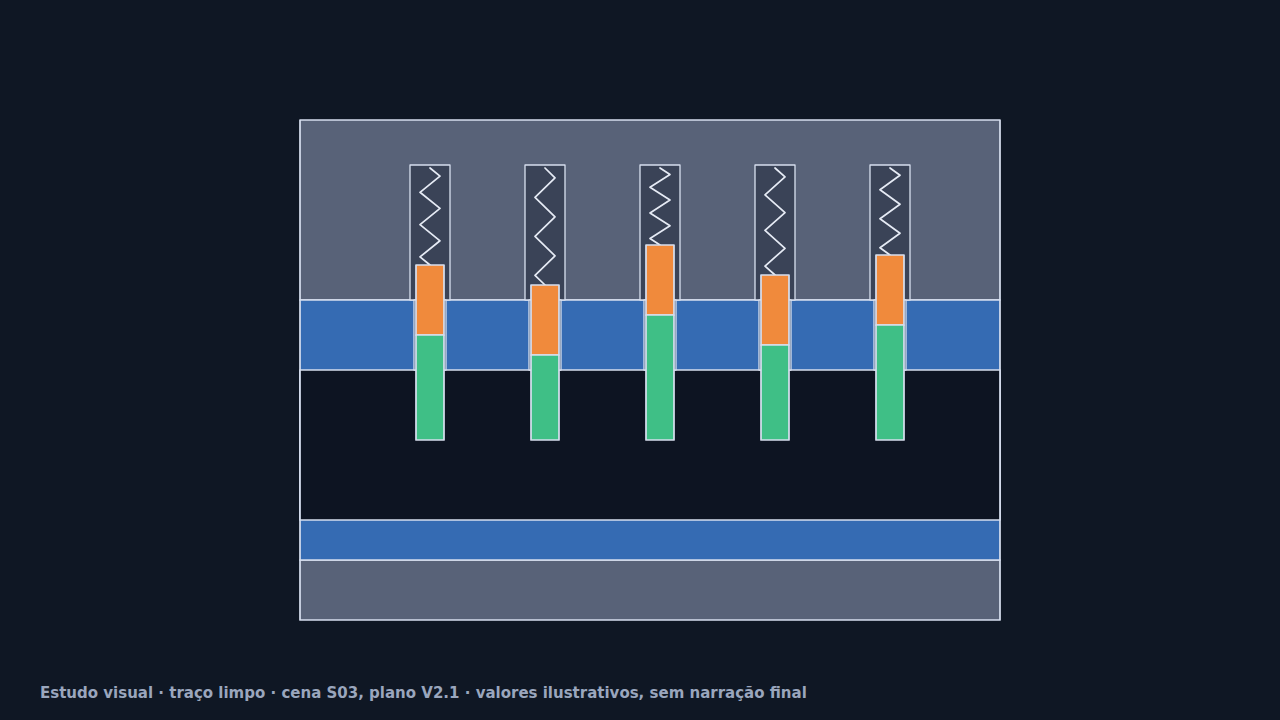 Estudo visual · traço limpo · cena S03, plano V2.1 · valores ilustrativos, sem narração final